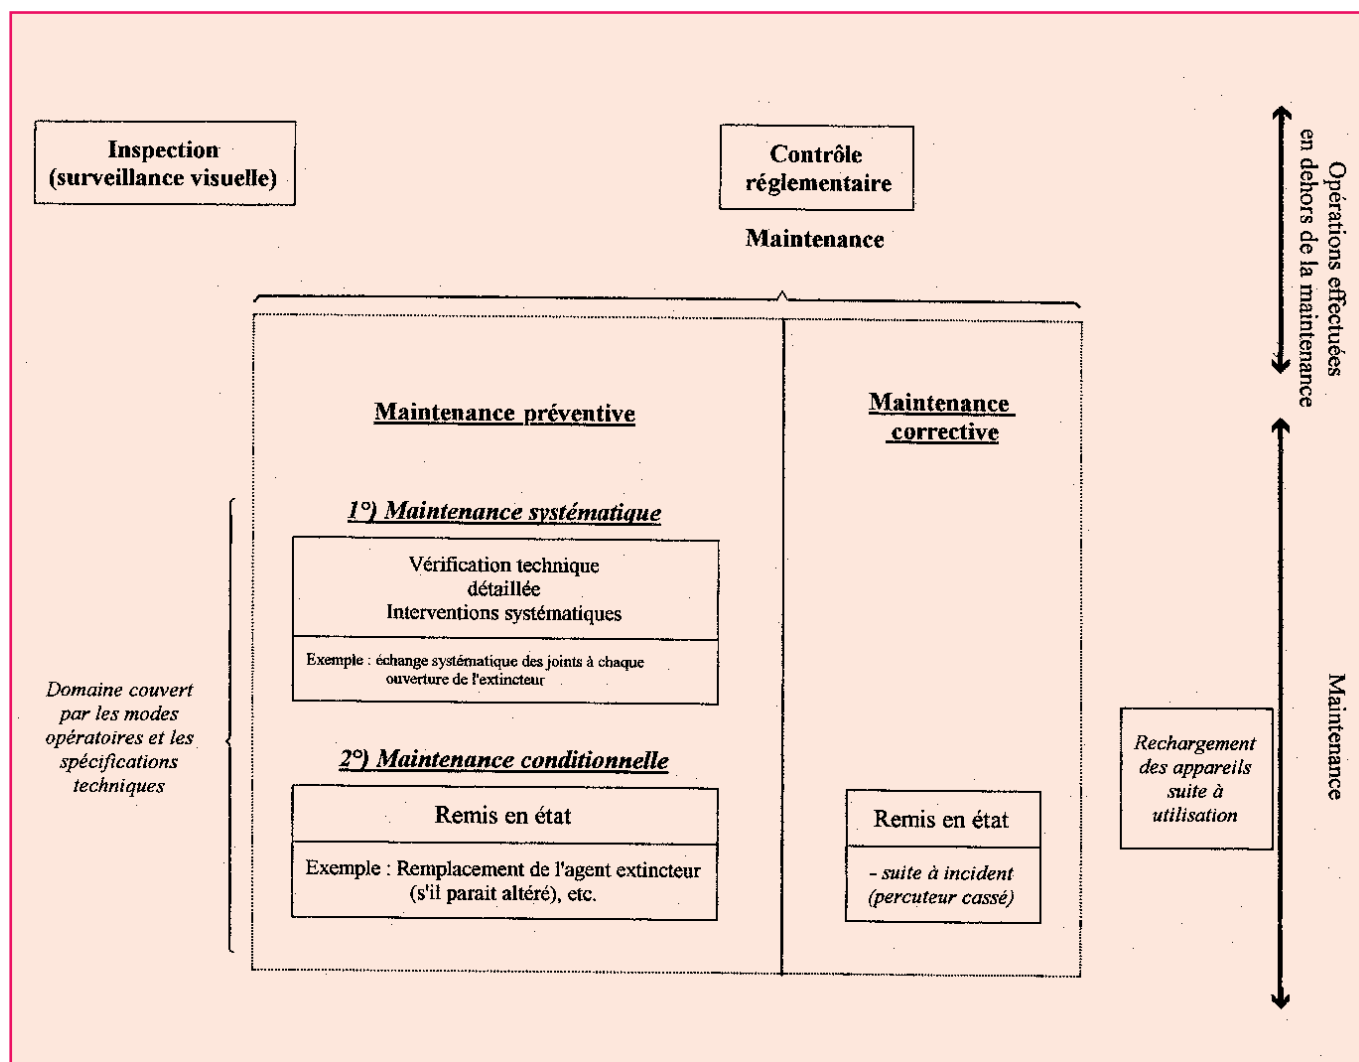 Inspection
(surveillance visuelle)
Contrôle
réglementaire
Maintenance
Opérations effectuées
en dehors de la maintenance
Maintenance préventive
Maintenance
corrective
1°) Maintenance systématique
Vérification technique
détaillée
Interventions systématiques
Exemple : échange systématique des joints à chaque
ouverture de l'extincteur
Domaine couvert
par les modes
opératoires et les
spécifications
techniques
2°) Maintenance conditionnelle
Remis en état
Exemple : Remplacement de l'agent extincteur
(s'il parait altéré), etc.
Remis en état
- suite à incident
(percuteur cassé)
Rechargement
des appareils
suite à
utilisation
Maintenance